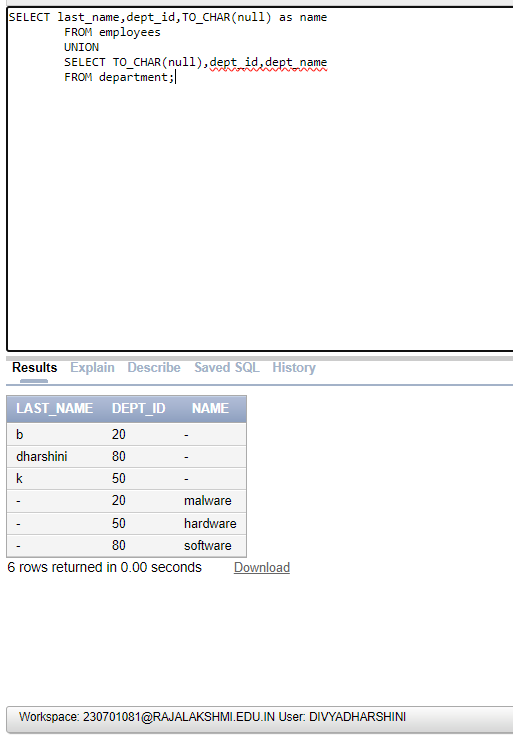 SELECT last_name,dept_id,TO_CHAR(null) as name
FROM employees
UNION
SELECT TO_CHAR(null),dept_id,dept_name
FROM department;
Results Explain Describe Saved SQL History
LAST_NAME DEPT_ID NAME
b 20 -
dharshini 80 -
k 50 -
- 20 malware
- 50 hardware
- 80 software
6 rows returned in 0.00 seconds Download
Workspace: 230701081@RAJALAKSHMI.EDU.IN User: DIVYADHARSHINI